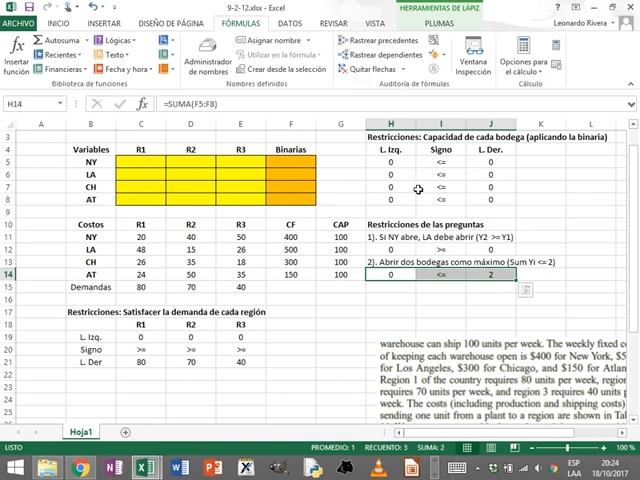 9-2-12.xlsx - Excel
HERRAMIENTAS DE LÁPIZ
ARCHIVO INICIO INSERTAR DISEÑO DE PÁGINA FÓRMULAS DATOS REVISAR VISTA PLUMAS Leonardo Rivera
Insertar función
Autosuma
Recientes
Financieras
Lógicas
Texto
Fecha y hora
Administrador de nombres
Asignar nombre
Utilizar en la fórmula
Crear desde la selección
Rastrear precedentes
Rastrear dependientes
Quitar flechas
Ventana Inspección
Opciones para el cálculo
Biblioteca de funciones Nombres definidos Auditoría de fórmulas Cálculo
H14 fx =SUMA(F5:F8)
A B C D E F G H I J K L
3 Restricciones: Capacidad de cada bodega (aplicando la binaria)
4 Variables R1 R2 R3 Binarias L. Izq. Signo L. Der.
5 NY 0 <= 0
6 LA 0 <= 0
7 CH 0 <= 0
8 AT 0 <= 0
9
10 Costos R1 R2 R3 CF CAP Restricciones de las preguntas
11 NY 20 40 50 400 100 1). Si NY abre, LA debe abrir (Y2 >= Y1)
12 LA 48 15 26 500 100 0 >= 0
13 CH 26 35 18 300 100 2). Abrir dos bodegas como máximo (Sum Yi <= 2)
14 AT 24 50 35 150 100 0 <= 2
15 Demandas 80 70 40
16
17 Restricciones: Satisfacer la demanda de cada región
18 R1 R2 R3
19 L. Izq. 0 0 0
20 Signo >= >= >=
21 L. Der 80 70 40
22
23
24
25
warehouse can ship 100 units per week. The weekly fixed c
of keeping each warehouse open is $400 for New York, $5
for Los Angeles, $300 for Chicago, and $150 for Atlan
Region 1 of the country requires 80 units per week, region
requires 70 units per week, and region 3 requires 40 units p
week. The costs (including production and shipping costs)
sending one unit from a plant to a region are shown in Tab
Hoja1
LISTO PROMEDIO: 1 RECUENTO: 3 SUMA: 2 100 %
ESP
LAA
20:24
18/10/2017